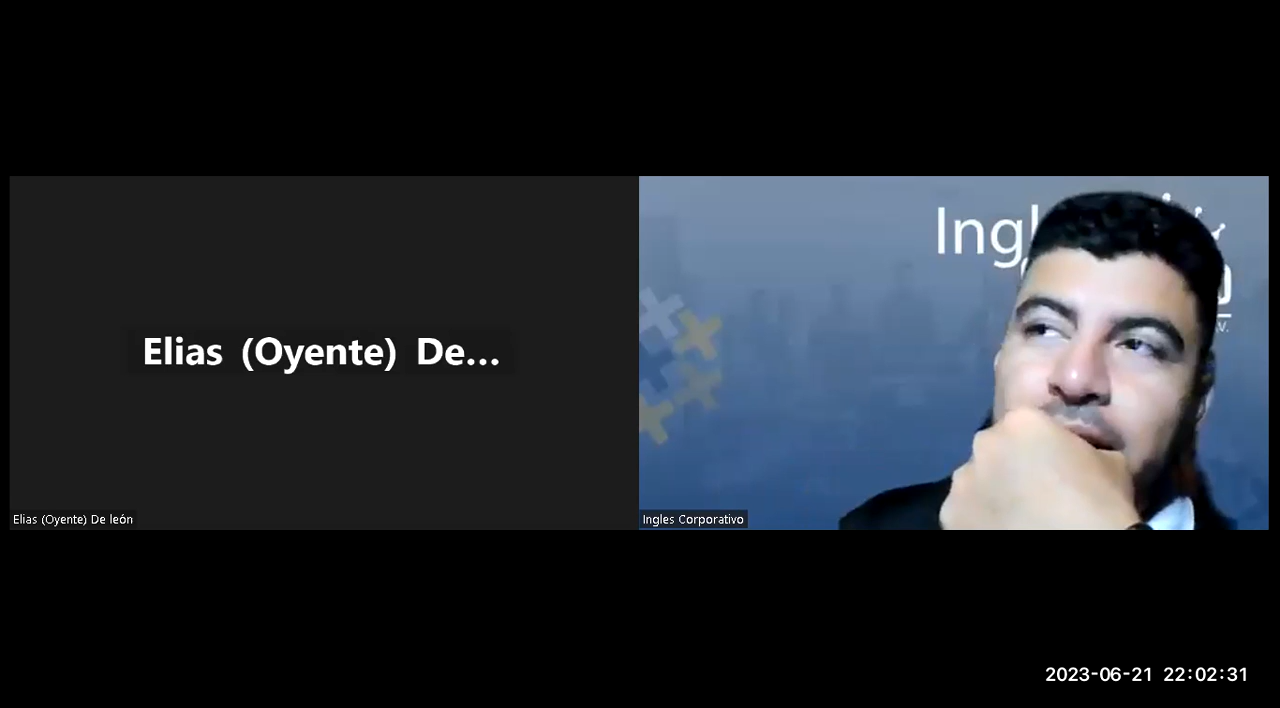 Elias (Oyente) De...
Elias (Oyente) De león
Ingl
V.
Ingles Corporativo
2023-06-21 22:02:31